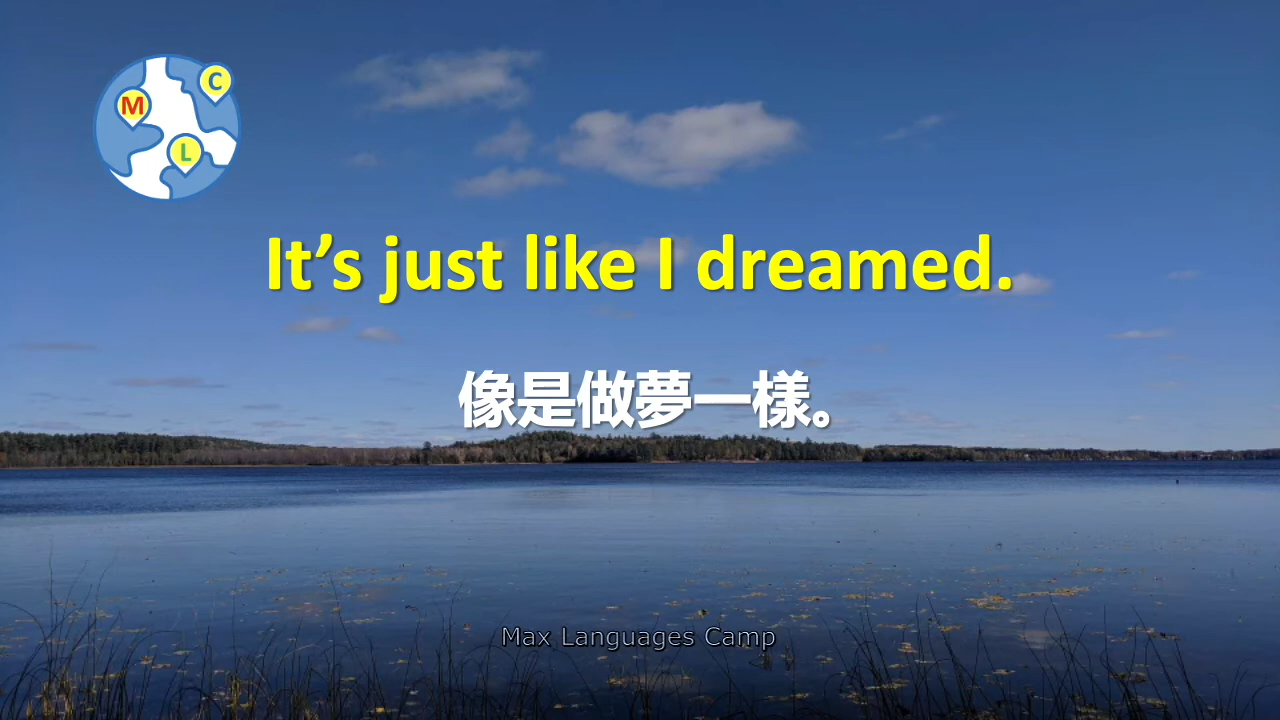 M
C
L
It’s just like I dreamed.
像是做夢一樣。
Max Languages Camp